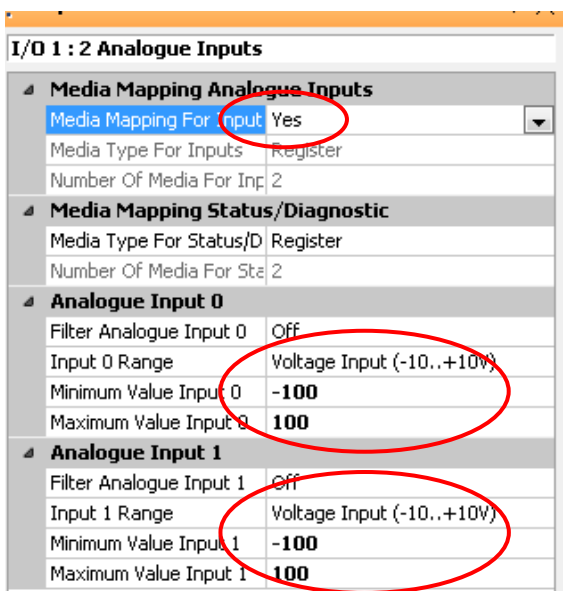 I/O 1 : 2 Analogue Inputs
Media Mapping Analogue Inputs
Media Mapping For Input Yes
Media Type For Inputs Register
Number Of Media For Inp 2
Media Mapping Status/Diagnostic
Media Type For Status/D Register
Number Of Media For Sta 2
Analogue Input 0
Filter Analogue Input 0 Off
Input 0 Range Voltage Input (-10..+10V)
Minimum Value Input 0 -100
Maximum Value Input 0 100
Analogue Input 1
Filter Analogue Input 1 Off
Input 1 Range Voltage Input (-10..+10V)
Minimum Value Input 1 -100
Maximum Value Input 1 100